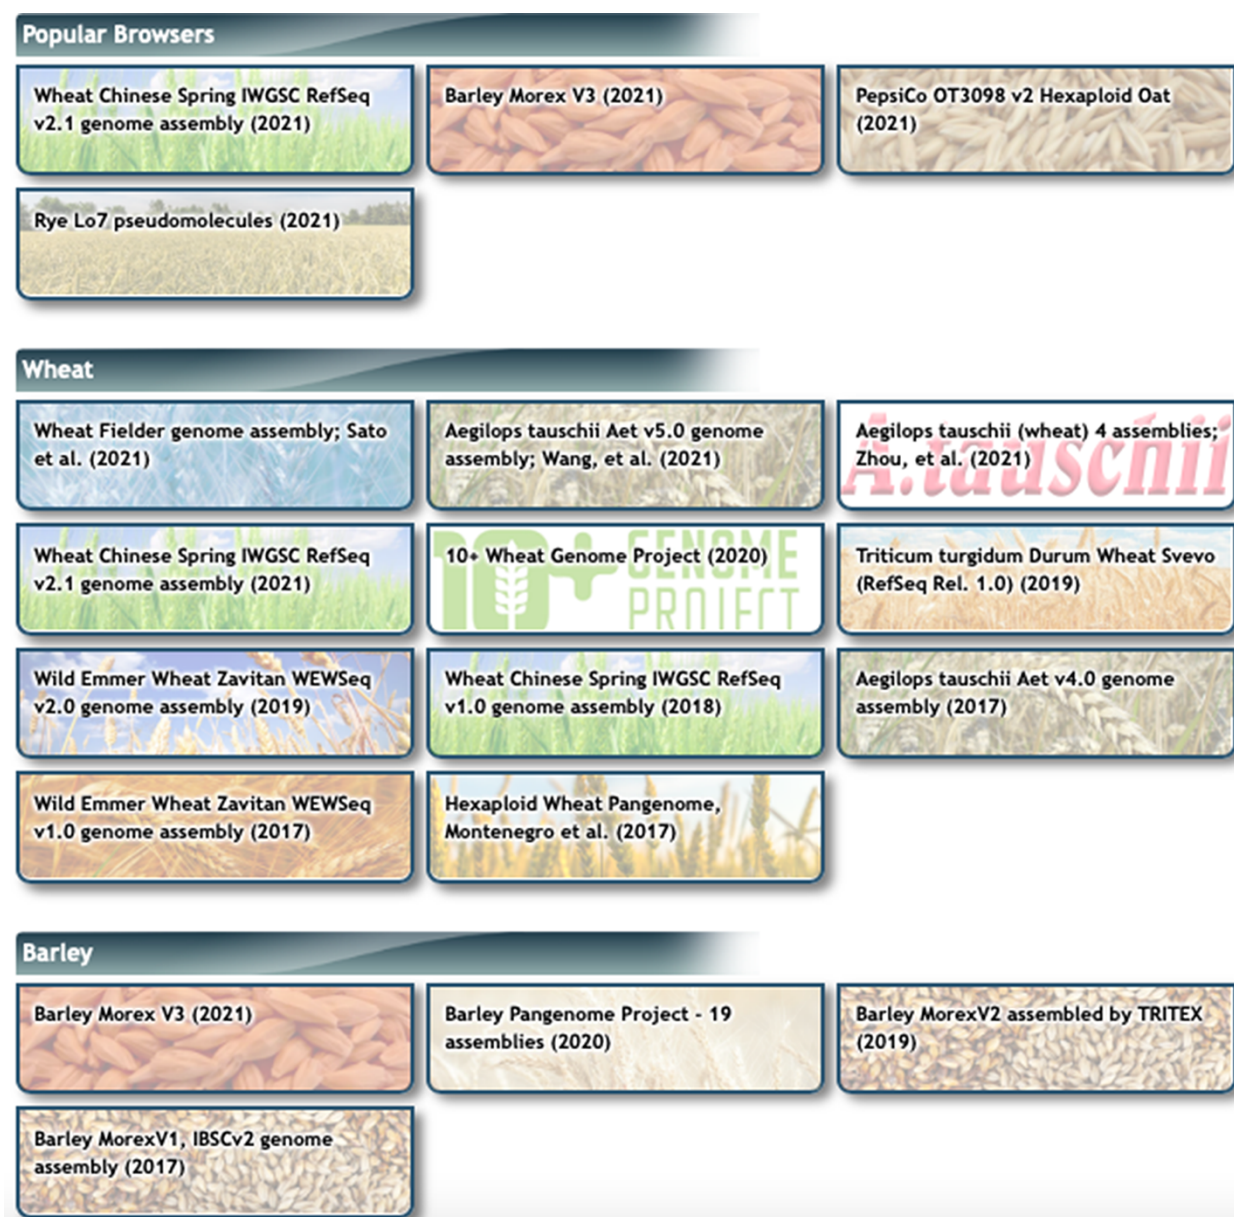 Popular Browsers
Wheat Chinese Spring IWGSC RefSeq
v2.1 genome assembly (2021)
Barley Morex V3 (2021)
PepsiCo OT3098 v2 Hexaploid Oat
(2021)
Rye Lo7 pseudomolecules (2021)
Wheat
Wheat Fielder genome assembly; Sato
et al. (2021)
Aegilops tauschii Aet v5.0 genome
assembly; Wang, et al. (2021)
A.tauschii
Aegilops tauschii (wheat) 4 assemblies;
Zhou, et al. (2021)
Wheat Chinese Spring IWGSC RefSeq
v2.1 genome assembly (2021)
10+ GENOME
PROJECT
10+ Wheat Genome Project (2020)
Triticum turgidum Durum Wheat Svevo
(RefSeq Rel. 1.0) (2019)
Wild Emmer Wheat Zavitan WEWSeq
v2.0 genome assembly (2019)
Wheat Chinese Spring IWGSC RefSeq
v1.0 genome assembly (2018)
Aegilops tauschii Aet v4.0 genome
assembly (2017)
Wild Emmer Wheat Zavitan WEWSeq
v1.0 genome assembly (2017)
Hexaploid Wheat Pangenome,
Montenegro et al. (2017)
Barley
Barley Morex V3 (2021)
Barley Pangenome Project - 19
assemblies (2020)
Barley MorexV2 assembled by TRITEX
(2019)
Barley MorexV1, IBSCv2 genome
assembly (2017)